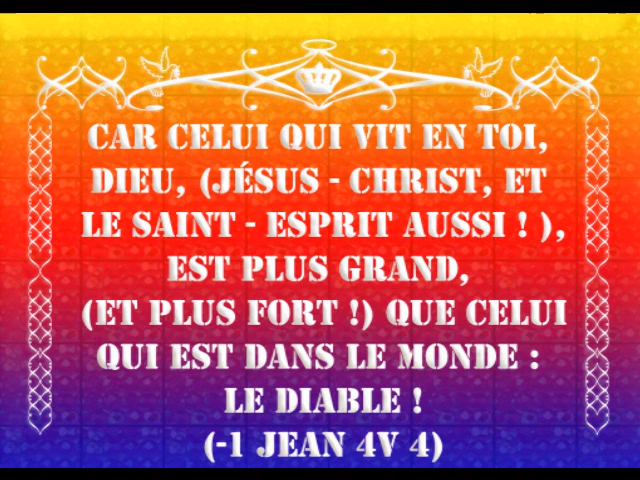 CAR CELUI QUI VIT EN TOI,
DIEU, (JÉSUS - CHRIST, ET
LE SAINT - ESPRIT AUSSI ! ),
EST PLUS GRAND,
(ET PLUS FORT !) QUE CELUI
QUI EST DANS LE MONDE :
LE DIABLE !
(-1 JEAN 4V 4)